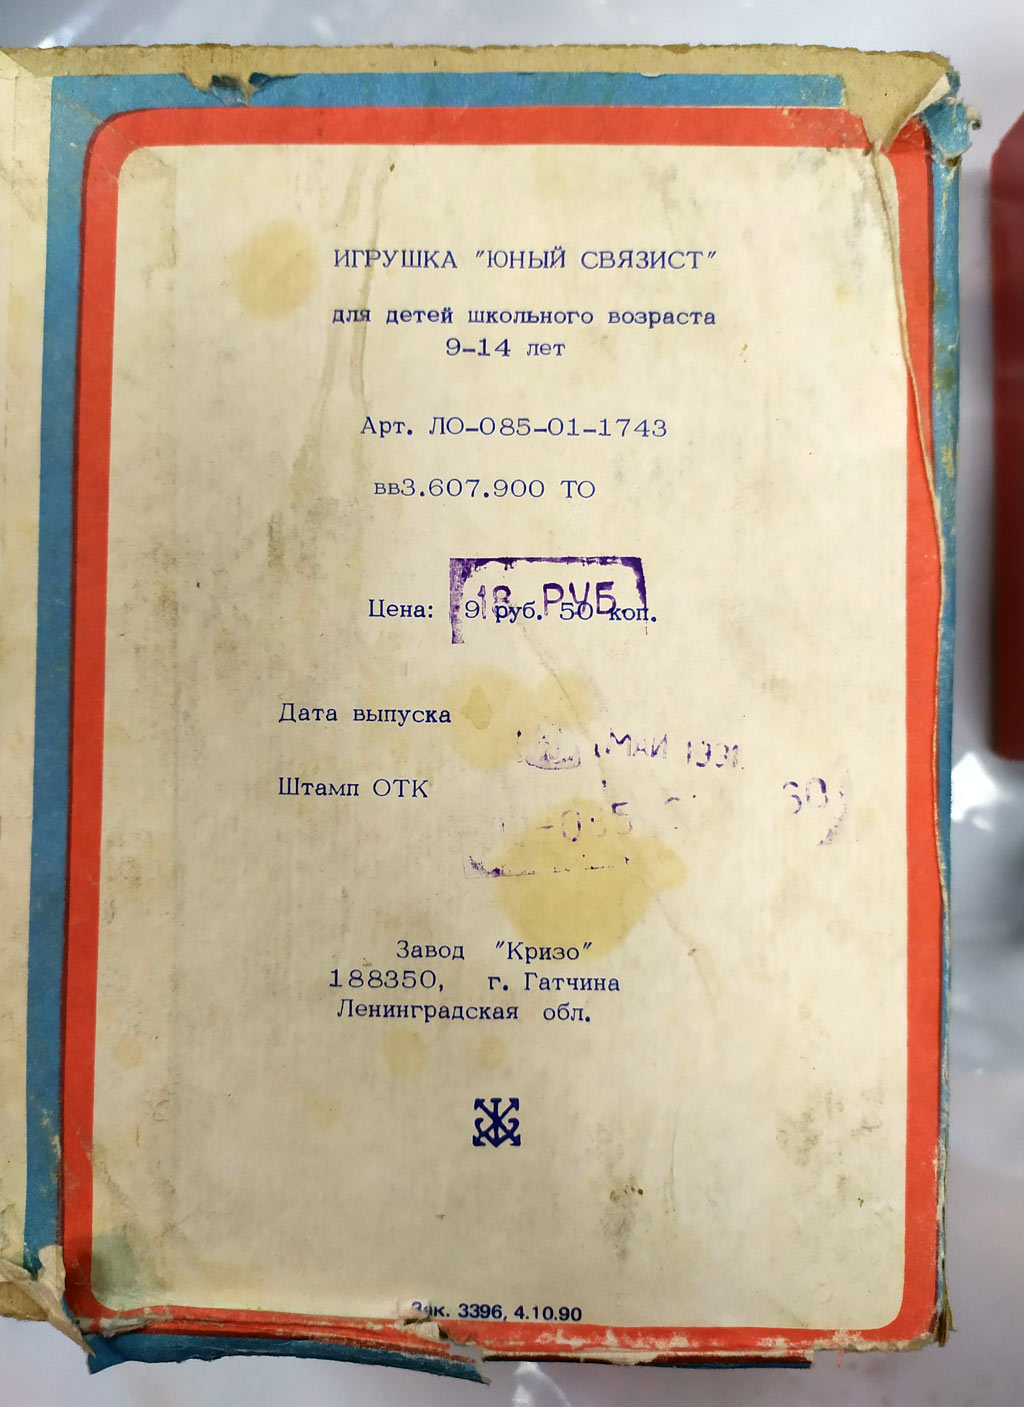 ИГРУШКА "ЮНЫЙ СВЯЗИСТ"
для детей школьного возраста
9-14 лет
Арт. ЛО-085-01-1743
вв3.607.900 ТО
18 РУБ
Цена: 9 руб. 50 коп.
Дата выпуска
МАЙ 1991
Штамп ОТК
Завод "Кризо"
188350, г. Гатчина
Ленинградская обл.
Зак. 3396, 4.10.90